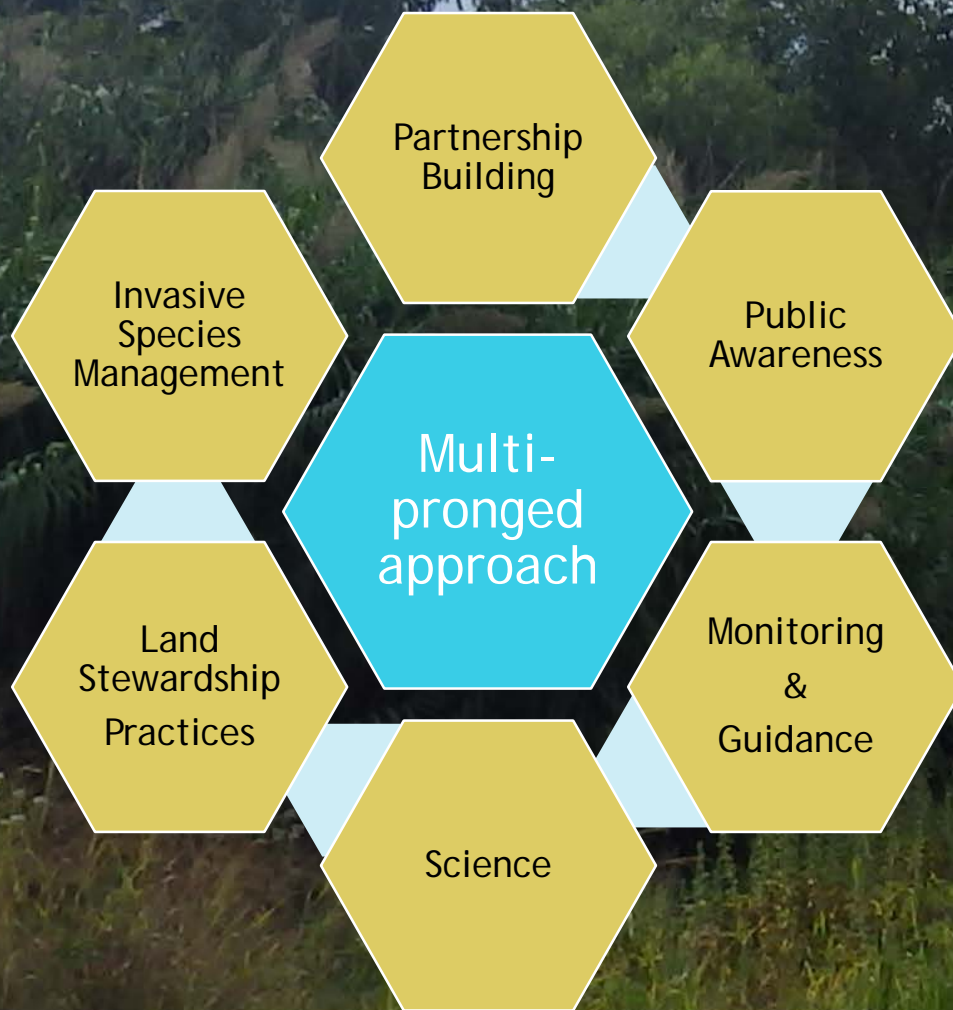 Partnership
Building
Public
Awareness
Monitoring
&
Guidance
Science
Land
Stewardship
Practices
Invasive
Species
Management
Multi-
pronged
approach